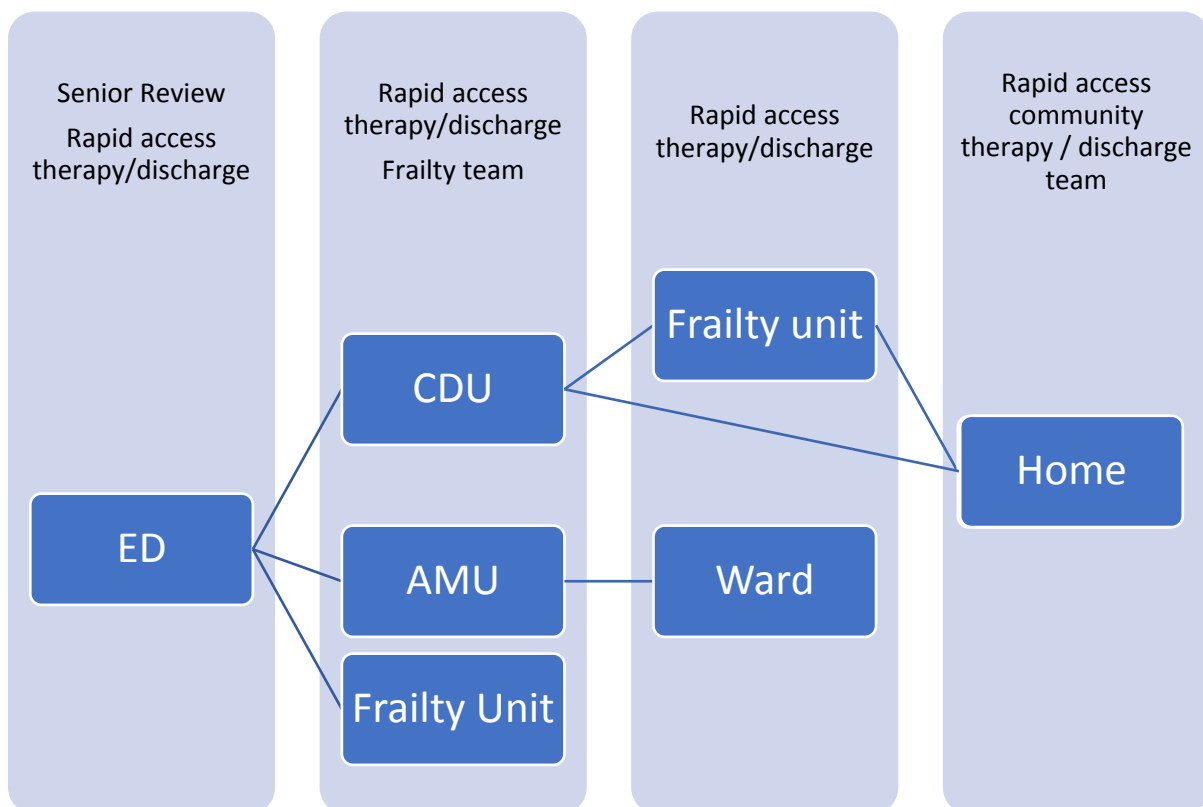 Senior Review
Rapid access
therapy/discharge
Rapid access
therapy/discharge
Frailty team
Rapid access
therapy/discharge
Rapid access
community
therapy / discharge
team
ED
CDU
AMU
Frailty Unit
Frailty unit
Ward
Home